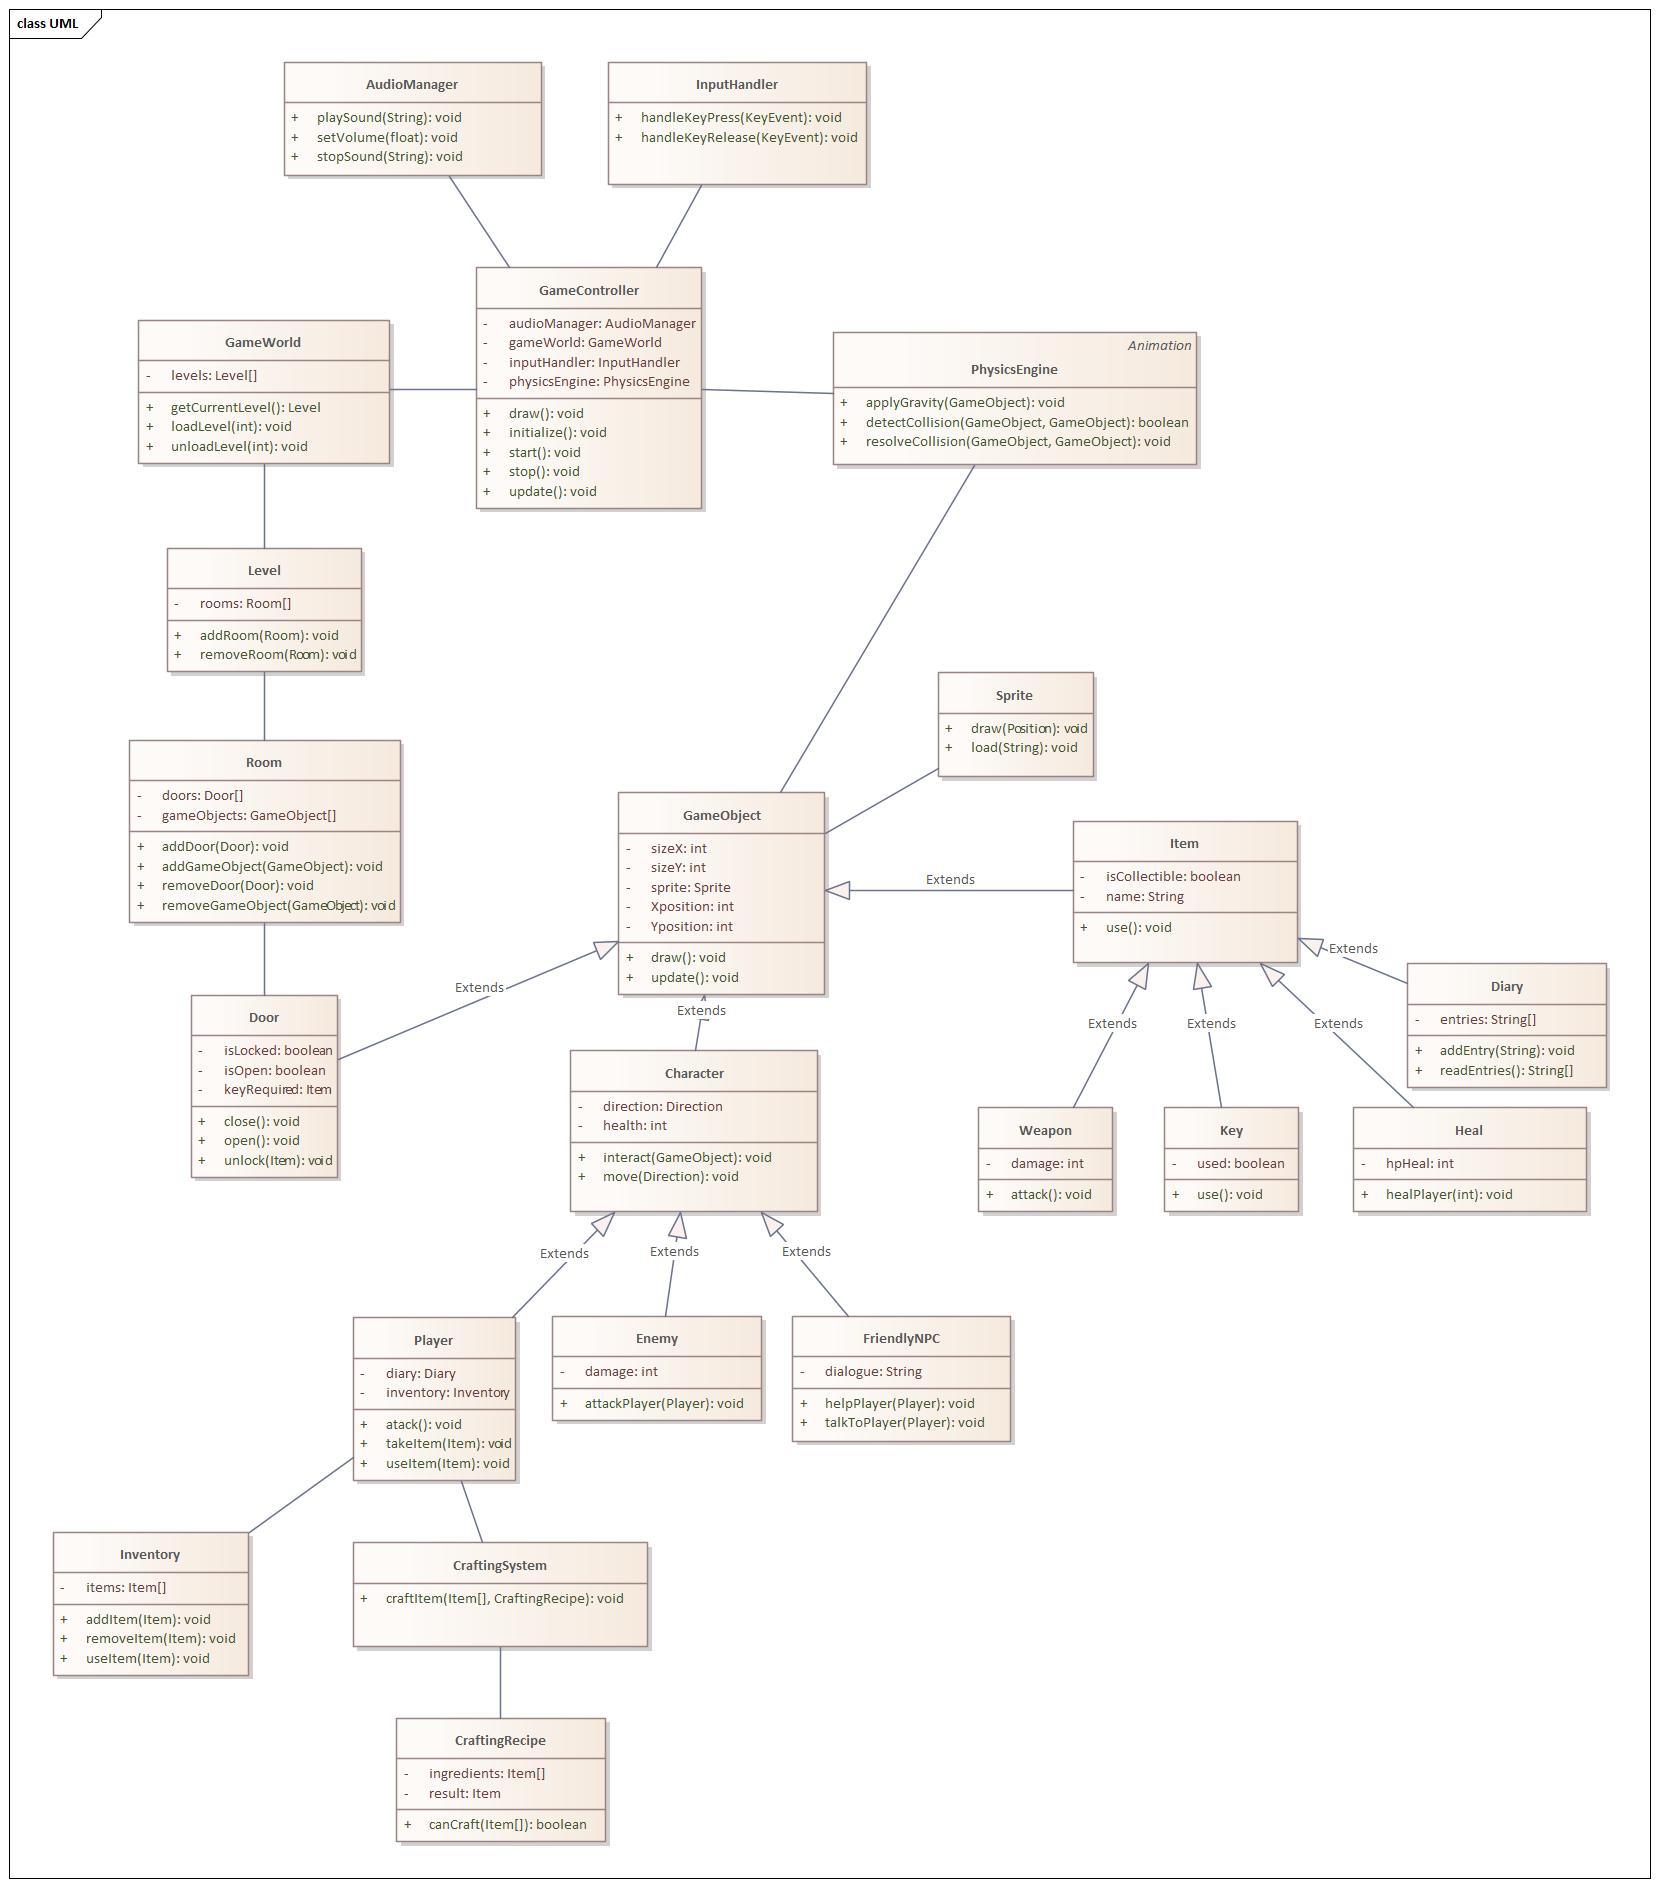 class UML
AudioManager
+ playSound(String): void
+ setVolume(float): void
+ stopSound(String): void
InputHandler
+ handleKeyPress(KeyEvent): void
+ handleKeyRelease(KeyEvent): void
GameController
- audioManager: AudioManager
- gameWorld: GameWorld
- inputHandler: InputHandler
- physicsEngine: PhysicsEngine
+ draw(): void
+ initialize(): void
+ start(): void
+ stop(): void
+ update(): void
GameWorld
- levels: Level[]
+ getCurrentLevel(): Level
+ loadLevel(int): void
+ unloadLevel(int): void
Animation
PhysicsEngine
+ applyGravity(GameObject): void
+ detectCollision(GameObject, GameObject): boolean
+ resolveCollision(GameObject, GameObject): void
Level
- rooms: Room[]
+ addRoom(Room): void
+ removeRoom(Room): void
Sprite
+ draw(Position): void
+ load(String): void
Room
- doors: Door[]
- gameObjects: GameObject[]
+ addDoor(Door): void
+ addGameObject(GameObject): void
+ removeDoor(Door): void
+ removeGameObject(GameObject): void
GameObject
- sizeX: int
- sizeY: int
- sprite: Sprite
- Xposition: int
- Yposition: int
+ draw(): void
+ update(): void
Extends
Item
- isCollectible: boolean
- name: String
+ use(): void
Extends
Diary
- entries: String[]
+ addEntry(String): void
+ readEntries(): String[]
Extends
Extends
Door
- isLocked: boolean
- isOpen: boolean
- keyRequired: Item
+ close(): void
+ open(): void
+ unlock(Item): void
Character
- direction: Direction
- health: int
+ interact(GameObject): void
+ move(Direction): void
Extends
Extends
Extends
Weapon
- damage: int
+ attack(): void
Key
- used: boolean
+ use(): void
Heal
- hpHeal: int
+ healPlayer(int): void
Extends
Extends
Extends
Player
- diary: Diary
- inventory: Inventory
+ atack(): void
+ takeItem(Item): void
+ useItem(Item): void
Enemy
- damage: int
+ attackPlayer(Player): void
FriendlyNPC
- dialogue: String
+ helpPlayer(Player): void
+ talkToPlayer(Player): void
Inventory
- items: Item[]
+ addItem(Item): void
+ removeItem(Item): void
+ useItem(Item): void
CraftingSystem
+ craftItem(Item[], CraftingRecipe): void
CraftingRecipe
- ingredients: Item[]
- result: Item
+ canCraft(Item[]): boolean